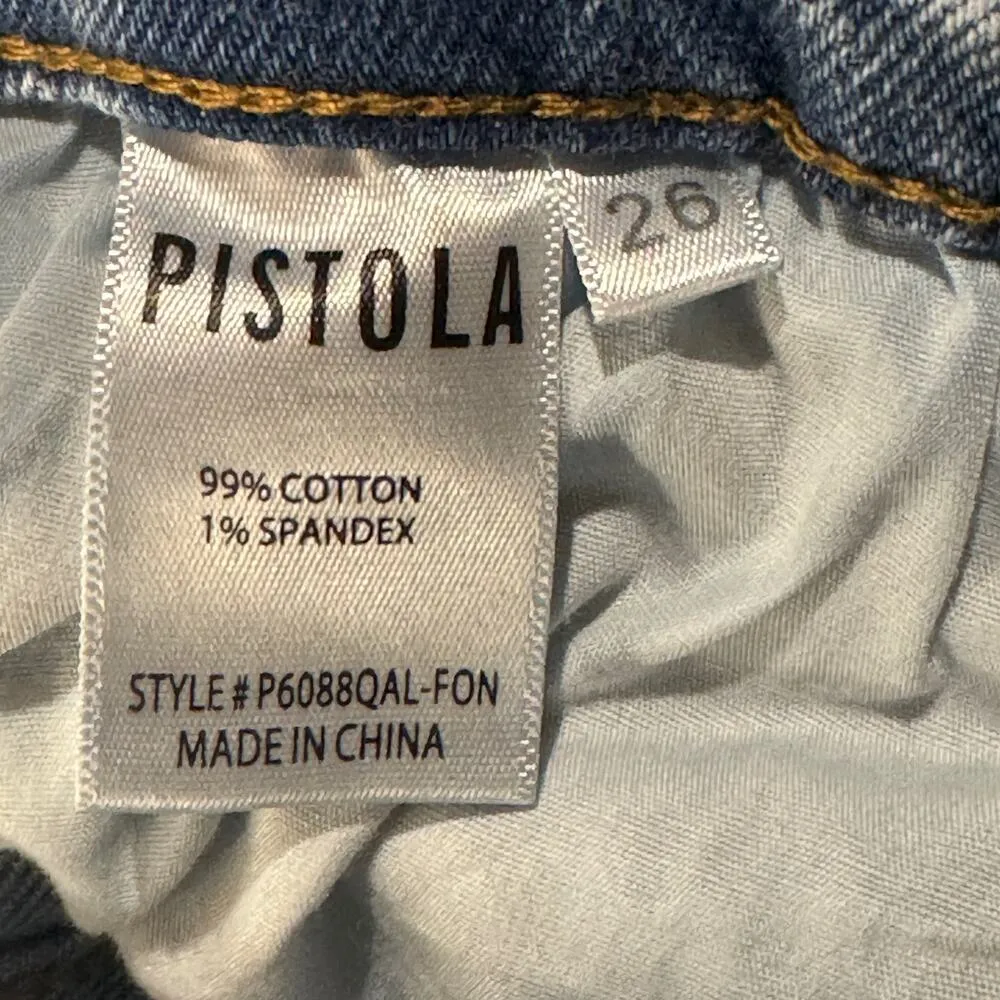 PISTOLA
26
99% COTTON
1% SPANDEX
STYLE # P6088QAL-FON
MADE IN CHINA